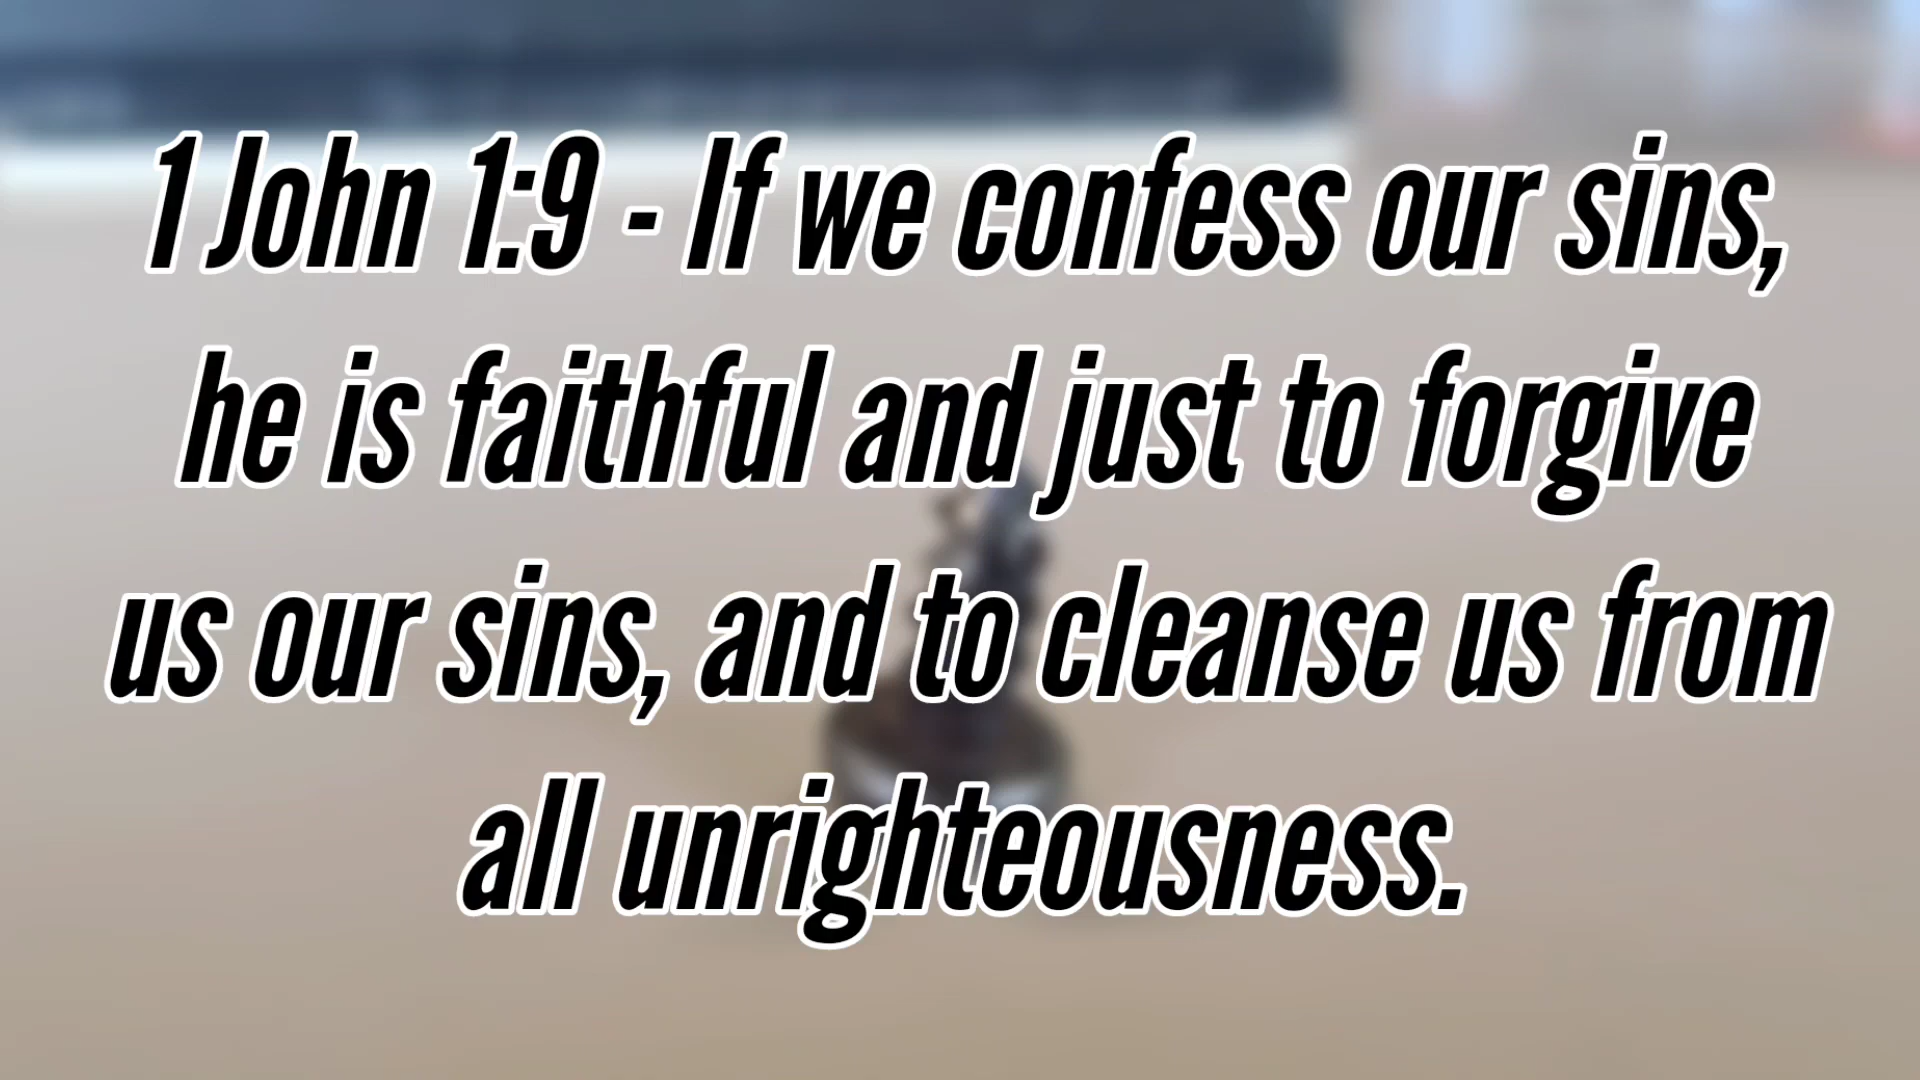 1 John 1:9 - If we confess our sins,
he is faithful and just to forgive
us our sins, and to cleanse us from
all unrighteousness.